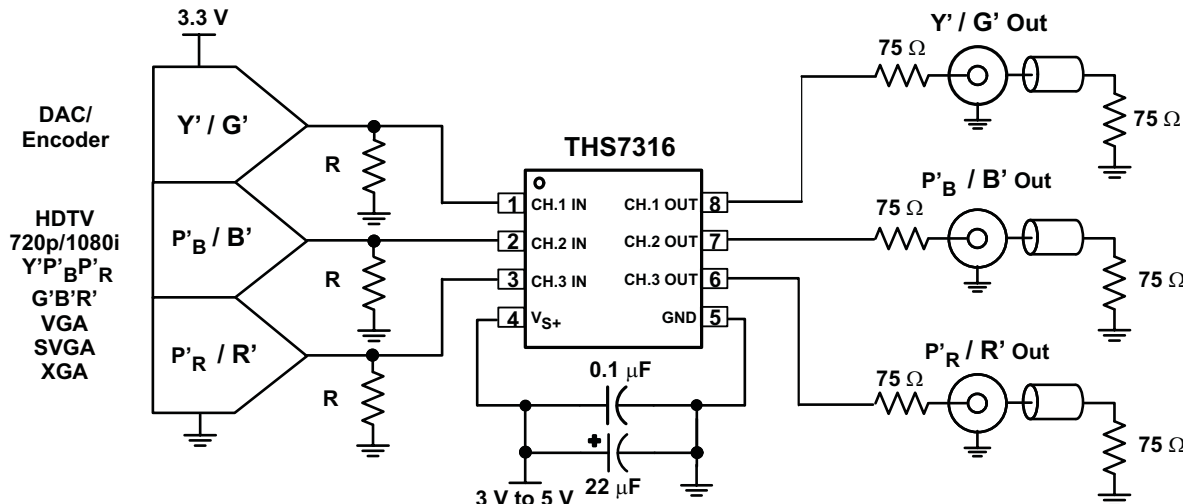 3.3 V
DAC/
Encoder
HDTV
720p/1080i
Y'P'BP'R
G'B'R'
VGA
SVGA
XGA
Y' / G'
P'B / B'
P'R / R'
R
R
R
THS7316
1 CH.1 IN CH.1 OUT 8
2 CH.2 IN CH.2 OUT 7
3 CH.3 IN CH.3 OUT 6
4 VS+ GND 5
0.1 μF
+
22 μF
3 V to 5 V
Y' / G' Out
75 Ω
75 Ω
P'B / B' Out
75 Ω
75 Ω
P'R / R' Out
75 Ω
75 Ω